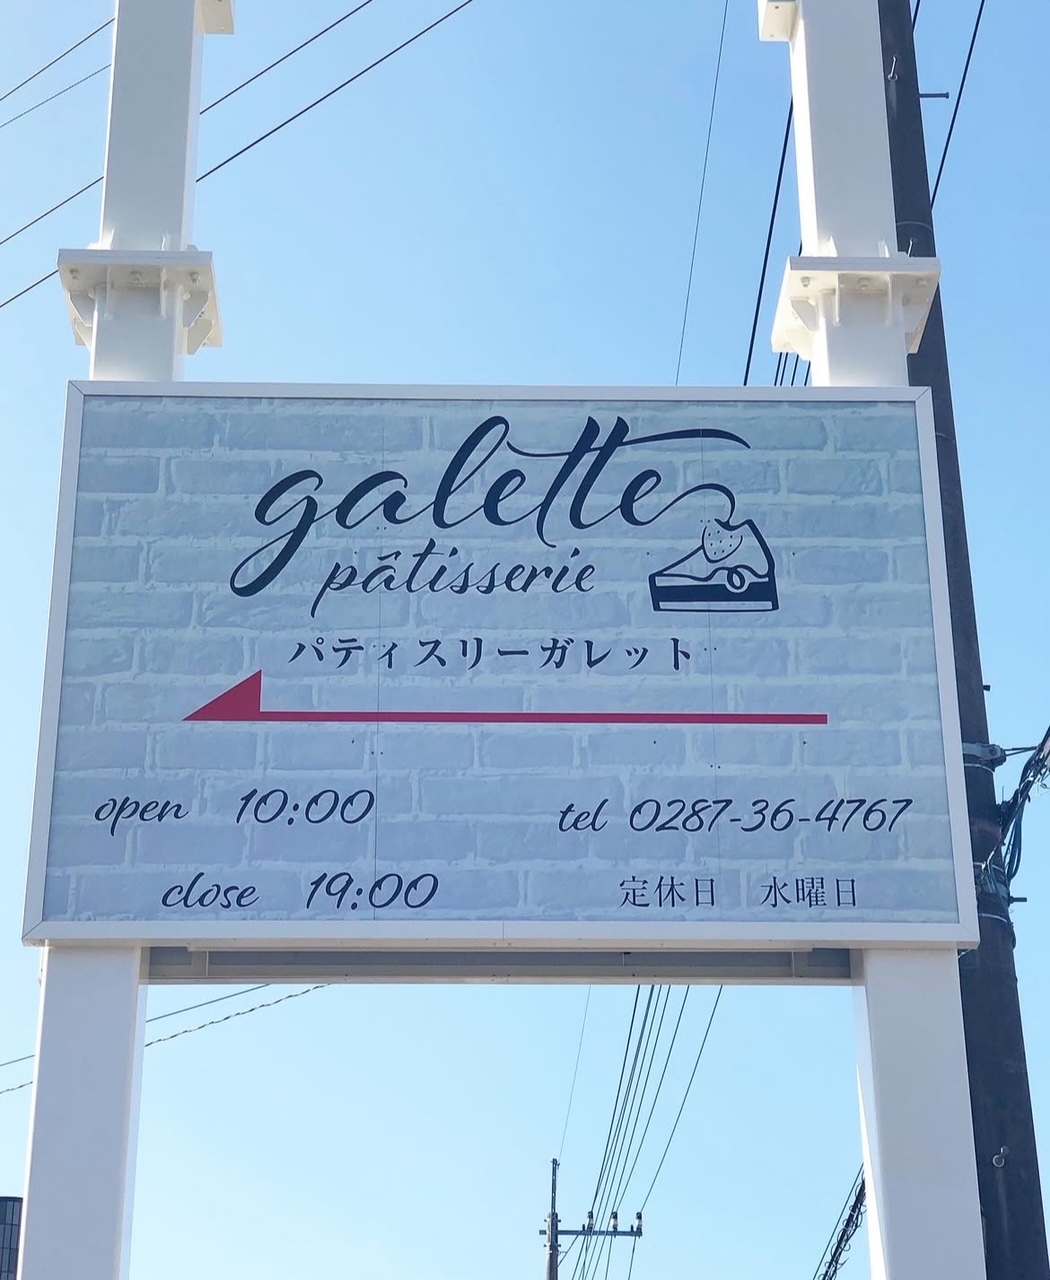 galette
pâtisserie
パティスリーガレット
open 10:00
tel 0287-36-4767
close 19:00
定休日 水曜日